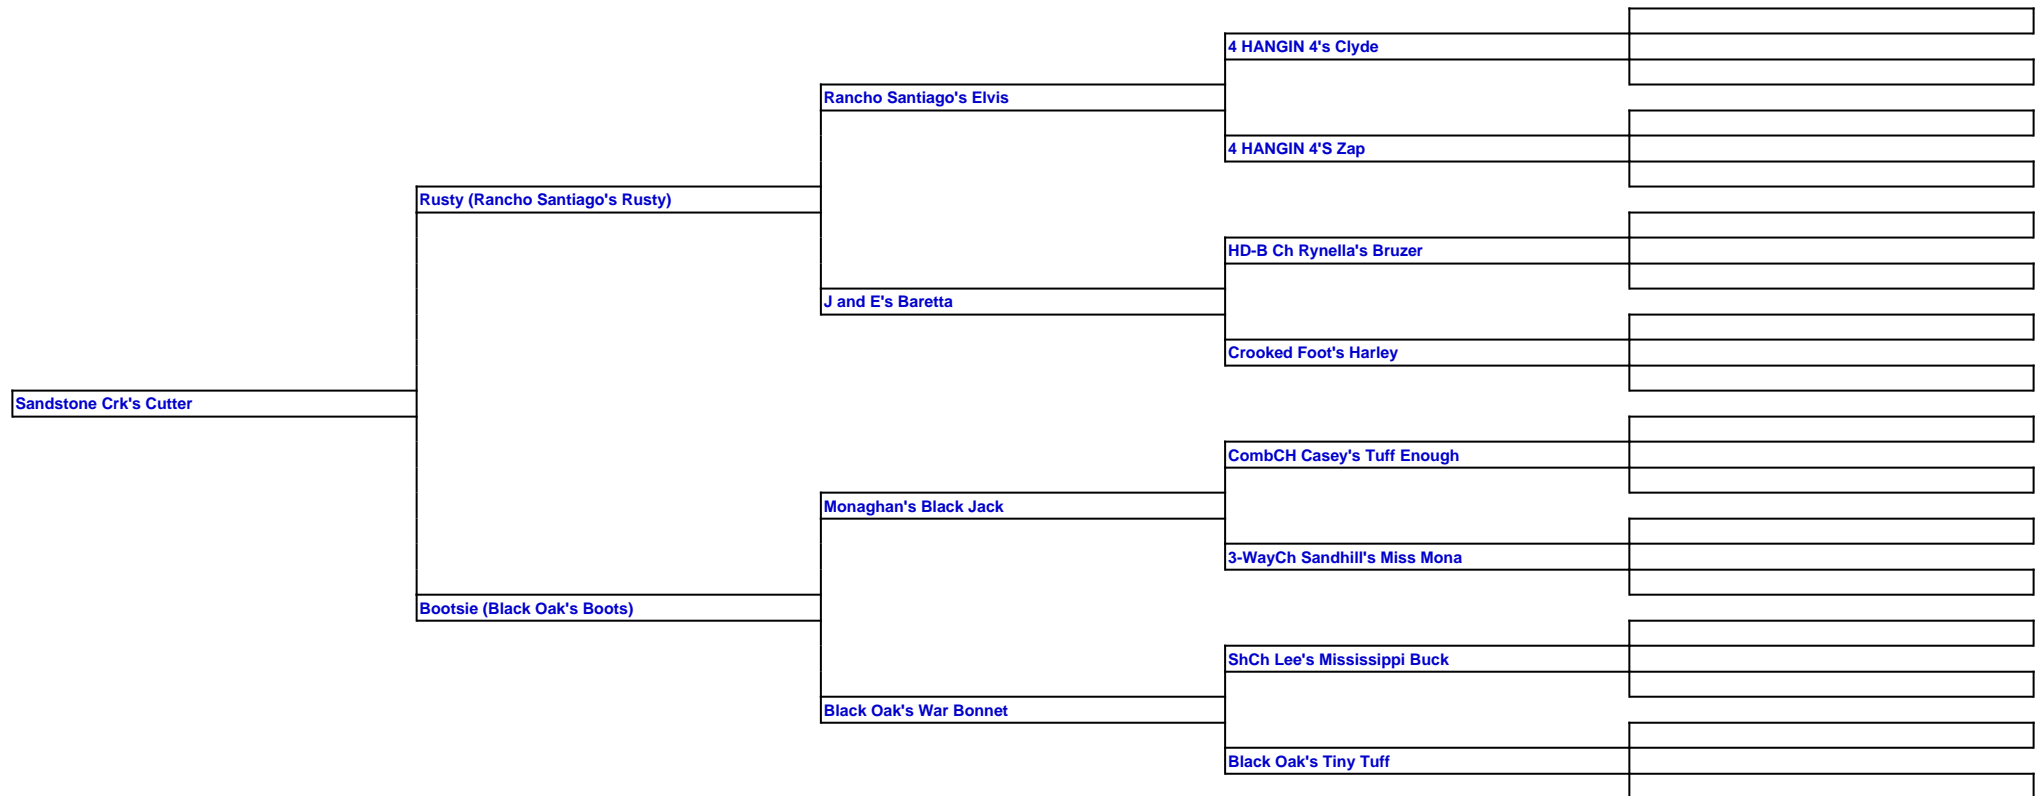 4 HANGIN 4's Clyde
Rancho Santiago's Elvis
4 HANGIN 4'S Zap
Rusty (Rancho Santiago's Rusty)
HD-B Ch Rynella's Bruzer
J and E's Baretta
Crooked Foot's Harley
Sandstone Crk's Cutter
CombCH Casey's Tuff Enough
Monaghan's Black Jack
3-WayCh Sandhill's Miss Mona
Bootsie (Black Oak's Boots)
ShCh Lee's Mississippi Buck
Black Oak's War Bonnet
Black Oak's Tiny Tuff